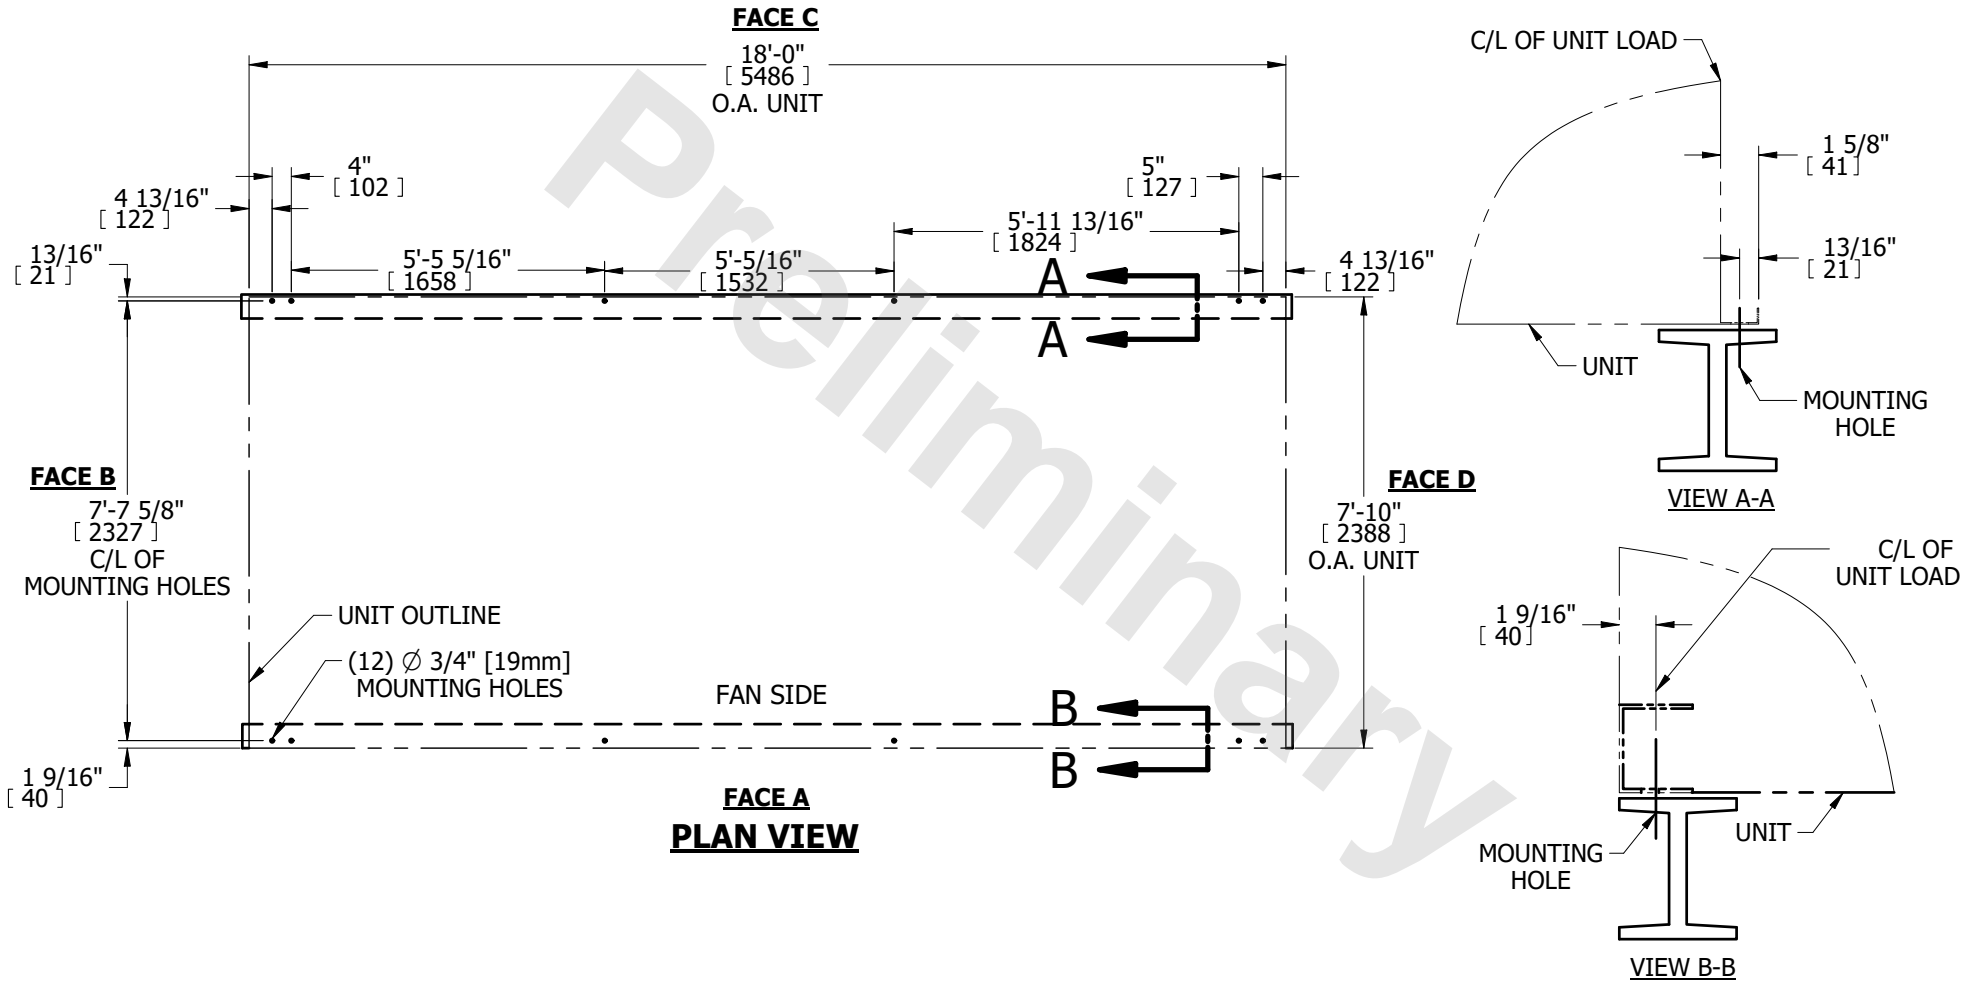 FACE C
18'-0"
[ 5486 ]
O.A. UNIT
4"
[ 102 ]
4 13/16"
[ 122 ]
13/16"
[ 21 ]
5'-5 5/16"
[ 1658 ]
5'-5/16"
[ 1532 ]
5'-11 13/16"
[ 1824 ]
5"
[ 127 ]
4 13/16"
[ 122 ]
A
A
FACE B
7'-7 5/8"
[ 2327 ]
C/L OF
MOUNTING HOLES
FACE D
7'-10"
[ 2388 ]
O.A. UNIT
UNIT OUTLINE
(12) Ø 3/4" [19mm]
MOUNTING HOLES
FAN SIDE
B
B
1 9/16"
[ 40 ]
FACE A
PLAN VIEW
Preliminary
C/L OF UNIT LOAD
1 5/8"
[ 41 ]
13/16"
[ 21 ]
UNIT
MOUNTING
HOLE
VIEW A-A
C/L OF
UNIT LOAD
1 9/16"
[ 40 ]
UNIT
MOUNTING
HOLE
VIEW B-B